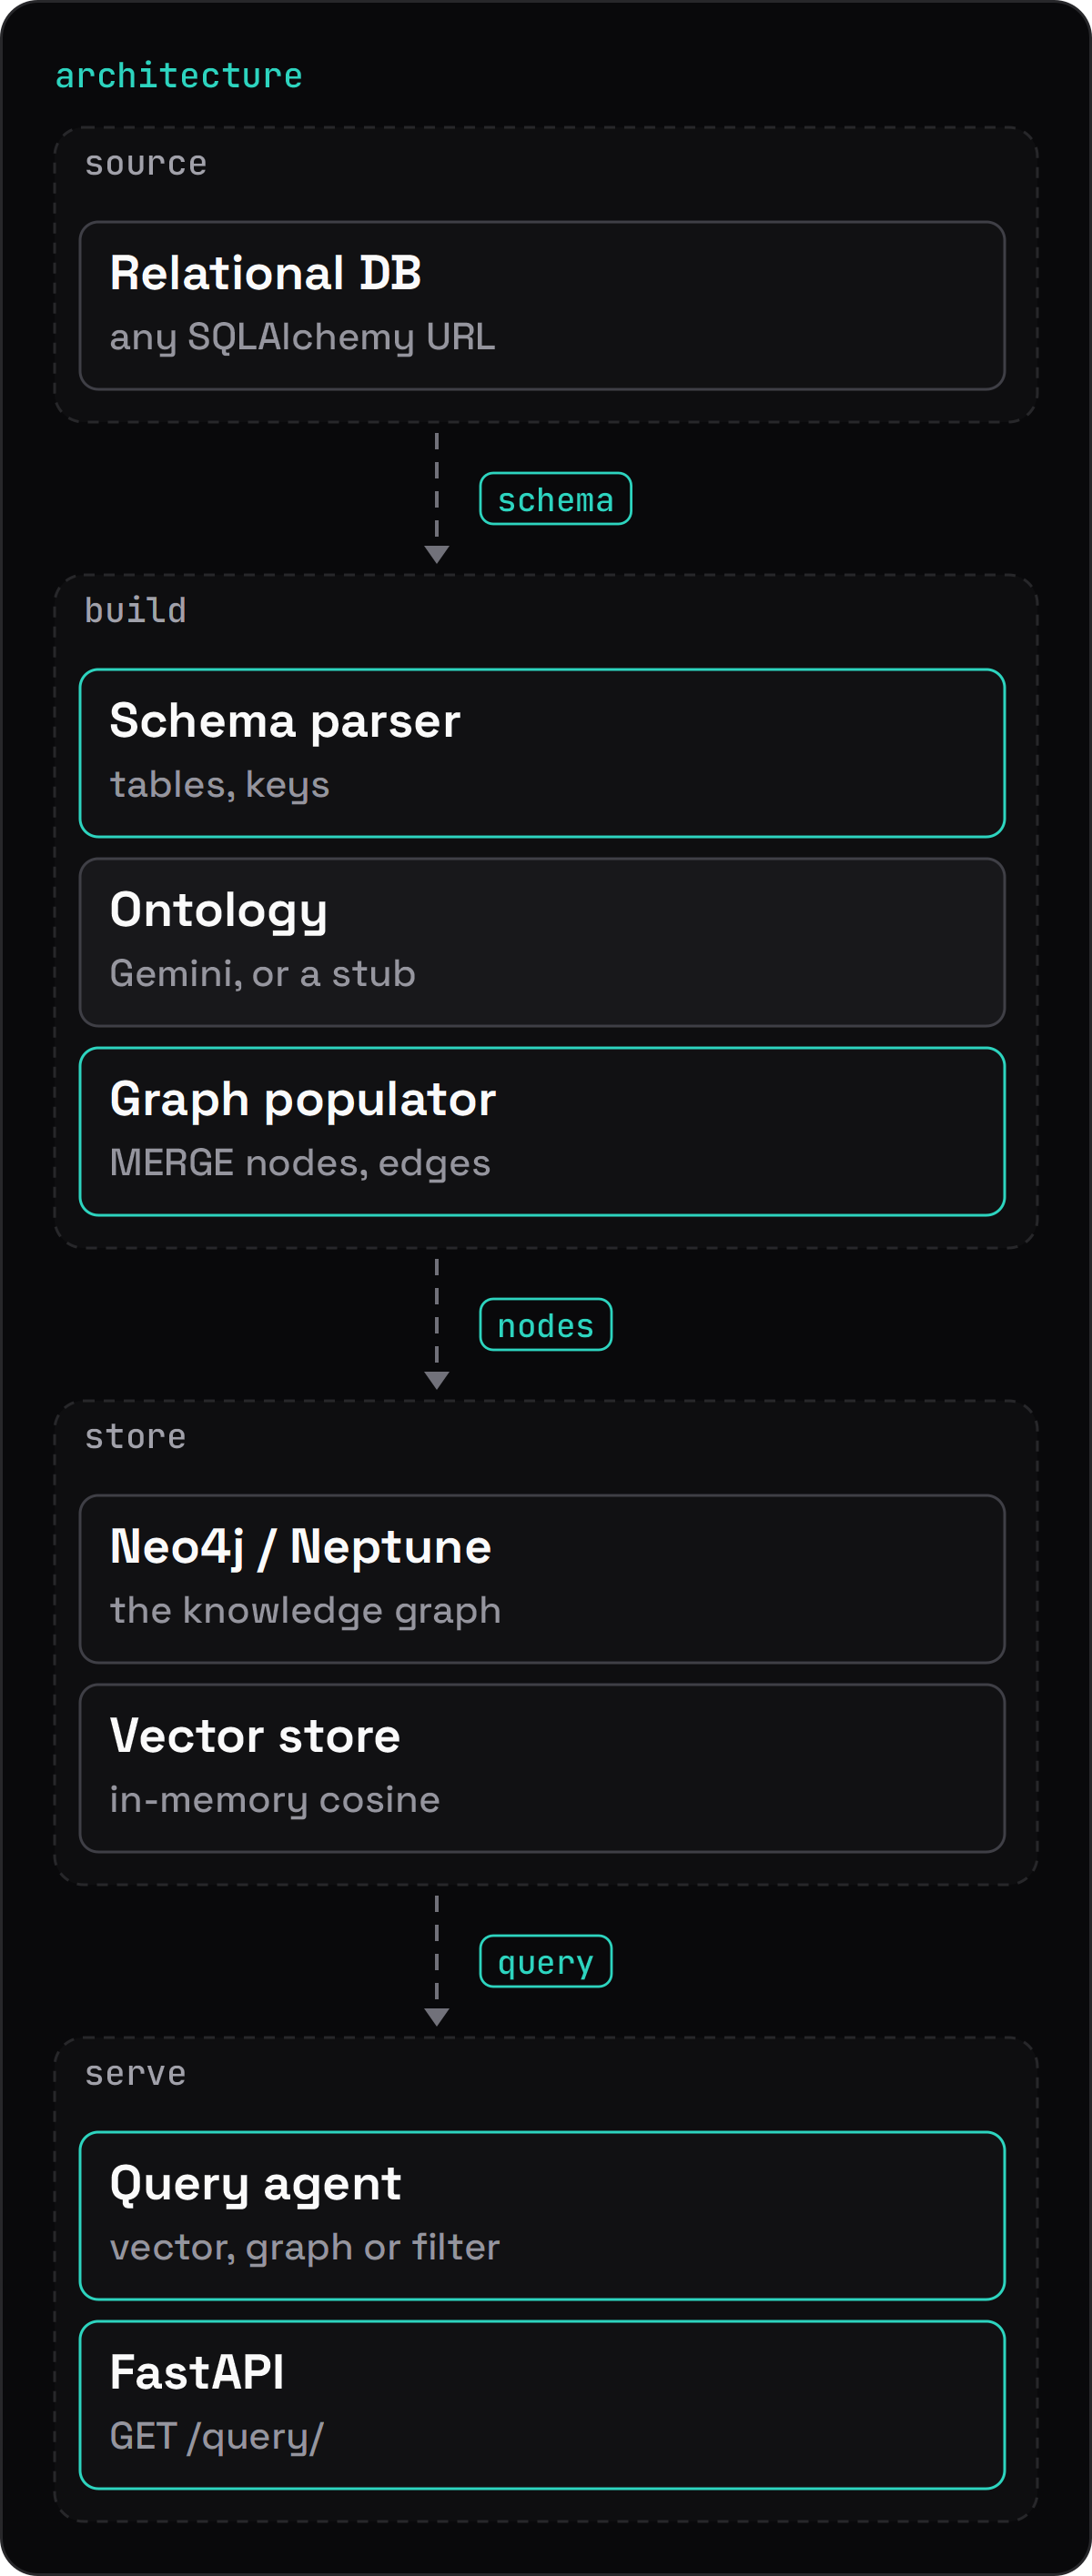 architecture
source
Relational DB
any SQLAlchemy URL
schema
build
Schema parser
tables, keys
Ontology
Gemini, or a stub
Graph populator
MERGE nodes, edges
nodes
store
Neo4j / Neptune
the knowledge graph
Vector store
in-memory cosine
query
serve
Query agent
vector, graph or filter
FastAPI
GET /query/